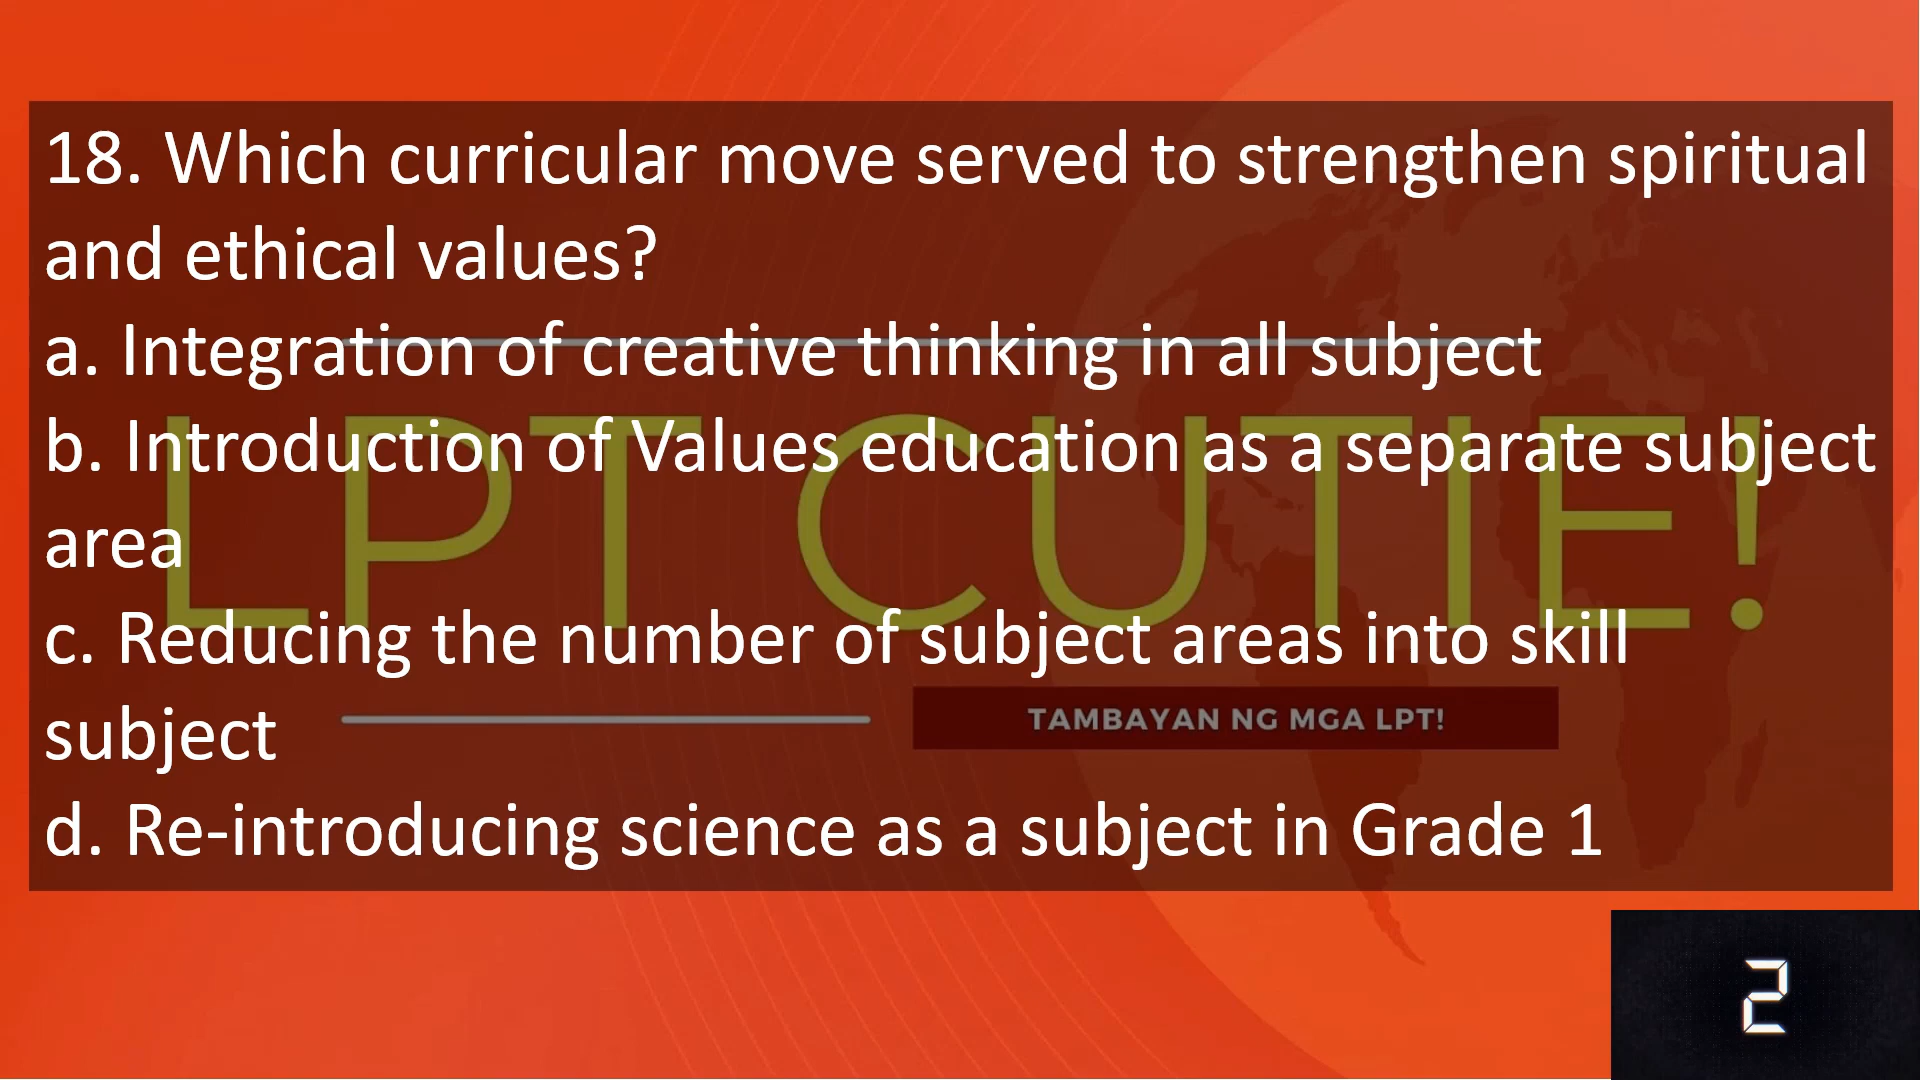 18. Which curricular move served to strengthen spiritual
and ethical values?
a. Integration of creative thinking in all subject
b. Introduction of Values education as a separate subject
area
c. Reducing the number of subject areas into skill
subject
d. Re-introducing science as a subject in Grade 1
LPT CUTIE!
TAMBAYAN NG MGA LPT!
2